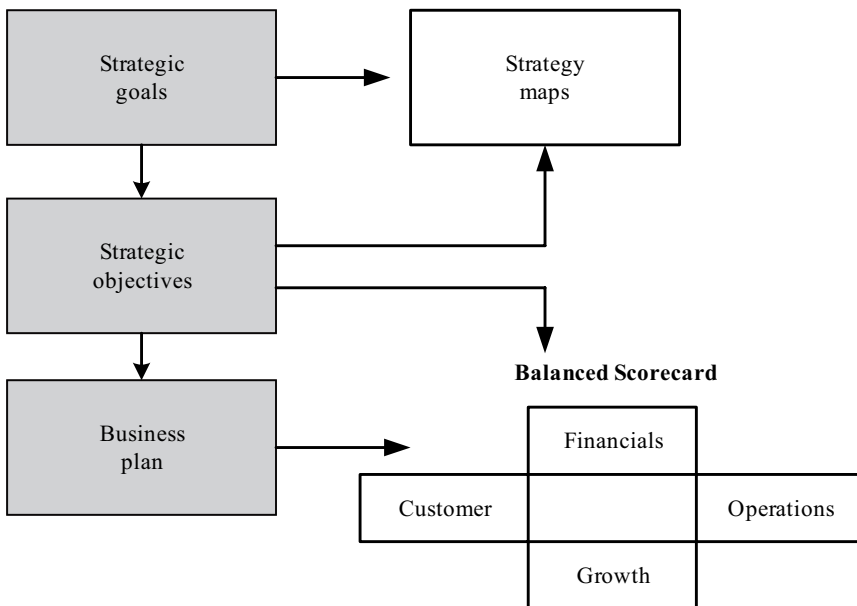 Strategic
goals
Strategy
maps
Strategic
objectives
Balanced Scorecard
Business
plan
Financials
Customer
Operations
Growth